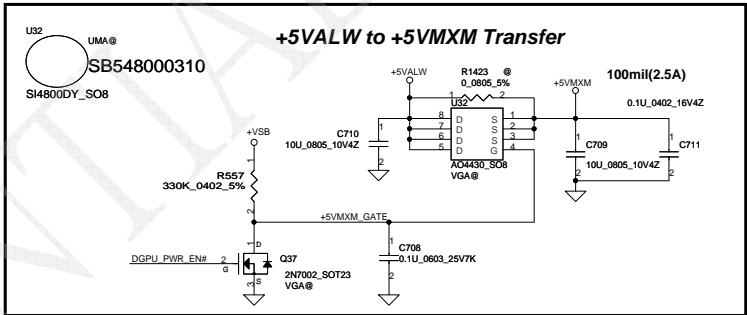 +5VALW to +5VMXM Transfer
U32
UMA@
SB548000310
SI4800DY_SO8
+5VALW
R1423 @
0_0805_5%
1 2
U32
+5VMXM
100mil(2.5A)
0.1U_0402_16V4Z
8 D S 1
7 D S 2
6 D S 3
5 D G 4
AO4430_SO8
VGA@
C710
1
2
10U_0805_10V4Z
1
C709
2
10U_0805_10V4Z
1
C711
2
+VSB
1
R557
330K_0402_5%
2
+5VMXM_GATE
DGPU_PWR_EN#
2
G
1
D
S
3
Q37
2N7002_SOT23
VGA@
1
C708
0.1U_0603_25V7K
2
NTIA